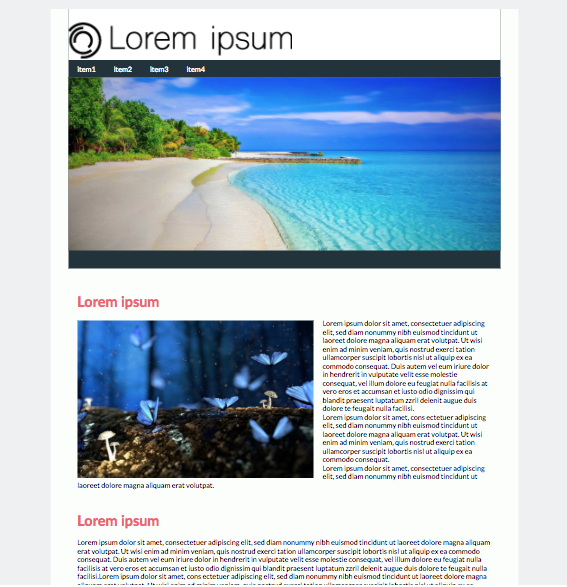 Lorem ipsum
Item1 Item2 Item3 Item4
Lorem ipsum
Lorem ipsum dolor sit amet, consectetuer adipiscing
elit, sed diam nonummy nibh euismod tincidunt ut
laoreet dolore magna aliquam erat volutpat. Ut wisi
enim ad minim veniam, quis nostrud exerci tation
ullamcorper suscipit lobortis nisl ut aliquip ex ea
commodo consequat. Duis autem vel eum iriure dolor
in hendrerit in vulputate velit esse molestie
consequat, vel illum dolore eu feugiat nulla facilisis at
vero eros et accumsan et iusto odio dignissim qui
blandit praesent luptatum zzril delenit augue duis
dolore te feugait nulla facilisi.
Lorem ipsum dolor sit amet, cons ectetuer adipiscing
elit, sed diam nonummy nibh euismod tincidunt ut
laoreet dolore magna aliquam erat volutpat. Ut wisi
enim ad minim veniam, quis nostrud exerci tation
ullamcorper suscipit lobortis nisl ut aliquip ex ea
commodo consequat.
Lorem ipsum dolor sit amet, consectetuer adipiscing
elit, sed diam nonummy nibh euismod tincidunt ut
laoreet dolore magna aliquam erat volutpat.
Lorem ipsum
Lorem ipsum dolor sit amet, consectetuer adipiscing elit, sed diam nonummy nibh euismod tincidunt ut laoreet dolore magna aliquam
erat volutpat. Ut wisi enim ad minim veniam, quis nostrud exerci tation ullamcorper suscipit lobortis nisl ut aliquip ex ea commodo
consequat. Duis autem vel eum iriure dolor in hendrerit in vulputate velit esse molestie consequat, vel illum dolore eu feugiat nulla
facilisis at vero eros et accumsan et iusto odio dignissim qui blandit praesent luptatum zzril delenit augue duis dolore te feugait nulla
facilisi.Lorem ipsum dolor sit amet, cons ectetuer adipiscing elit, sed diam nonummy nibh euismod tincidunt ut laoreet dolore magna